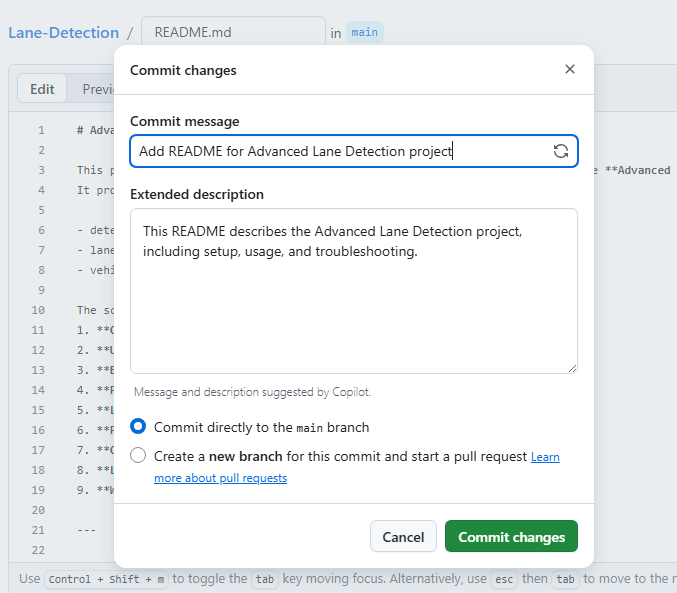 Lane-Detection / README.md in main
Commit changes
Edit
Commit message
1 # Adva
2 Add README for Advanced Lane Detection project
3 This p e **Advanced
4 It pro
Extended description
5
6 - dete
This README describes the Advanced Lane Detection project,
7 - lane
including setup, usage, and troubleshooting.
8 - vehi
9
10 The sc
11 1. **
12 2. **
13 3. **
14 4. **
Message and description suggested by Copilot.
15 5. **
16 6. **
Commit directly to the main branch
17 7. **
18 8. **
Create a new branch for this commit and start a pull request Learn
19 9. **
more about pull requests
20
21 ---
Cancel Commit changes
22
Use Control + Shift + m to toggle the tab key moving focus. Alternatively, use esc then tab to move to the